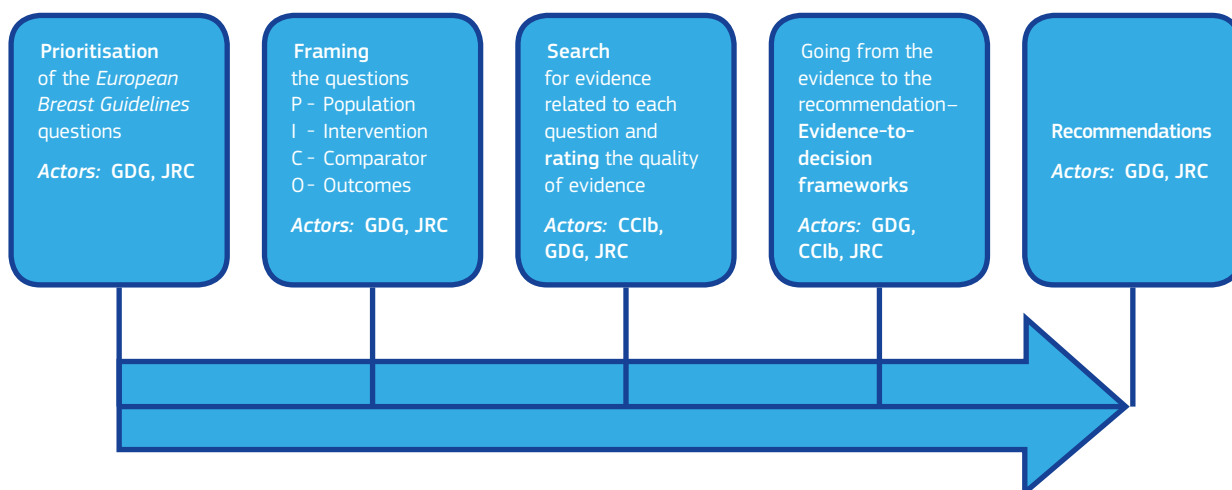 Prioritisation
of the European
Breast Guidelines
questions
Actors: GDG, JRC
Framing
the questions
P - Population
I - Intervention
C - Comparator
O - Outcomes
Actors: GDG, JRC
Search
for evidence
related to each
question and
rating the quality
of evidence
Actors: CCIb,
GDG, JRC
Going from the
evidence to the
recommendation–
Evidence-to-
decision
frameworks
Actors: GDG,
CCIb, JRC
Recommendations
Actors: GDG, JRC